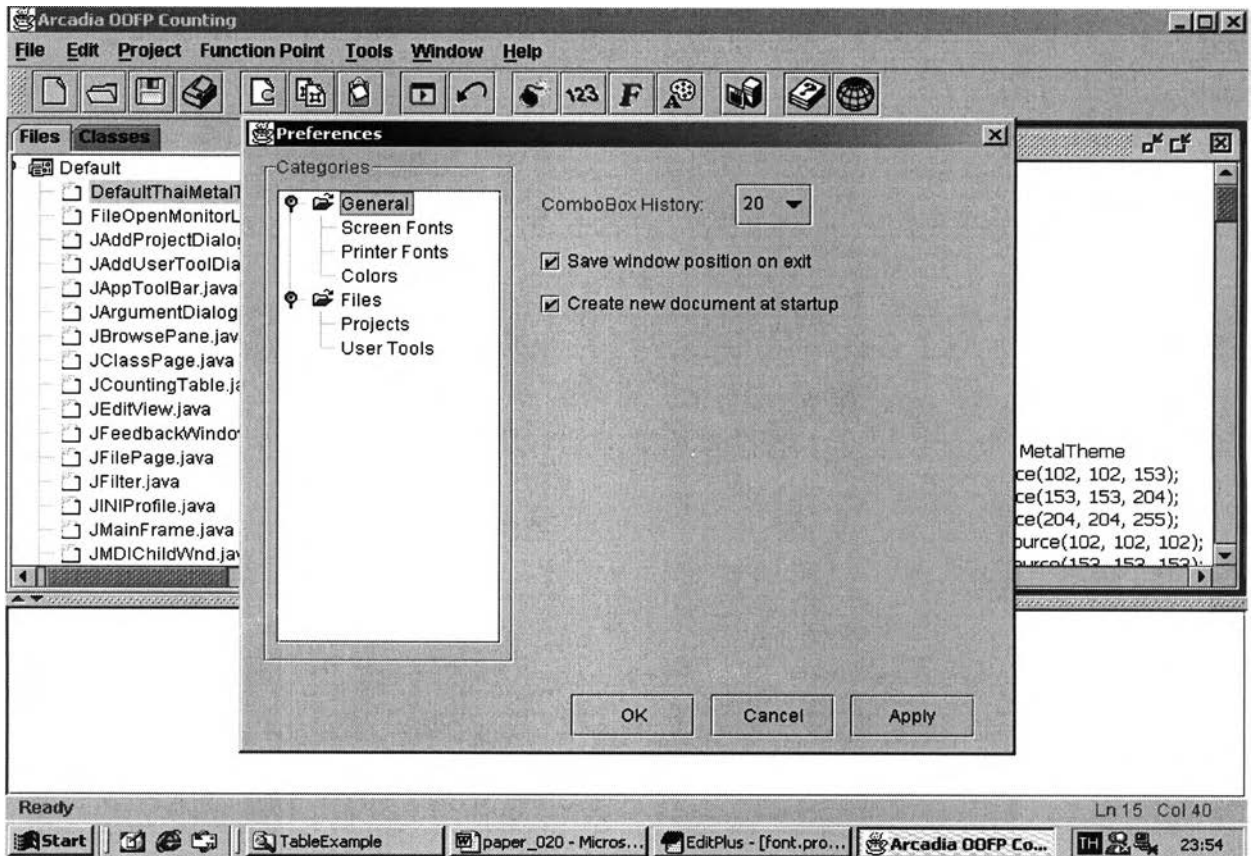 Arcadia OOFP Counting
File Edit Project Function Point Tools Window Help
123 F A
Files Classes
Default
DefaultThaiMetalT
FileOpenMonitorL
JAddProjectDialo
JAddUserToolDia
JAppToolBar.java
JArgumentDialog
JBrowsePane.jav
JClassPage.java
JCountingTable.ja
JEditView.java
JFeedbackWindo
JFilePage.java
JFilter.java
JINIProfile.java
JMainFrame.java
JMDIChildWnd.jav
Preferences
Categories
General
Screen Fonts
Printer Fonts
Colors
Files
Projects
User Tools
ComboBox History: 20
Save window position on exit
Create new document at startup
OK Cancel Apply
MetalTheme
ce(102, 102, 153);
ce(153, 153, 204);
ce(204, 204, 255);
ource(102, 102, 102);
ource(153, 153, 153);
Ready Ln 15 Col 40
Start TableExample paper_020 - Micros... EditPlus - [font.pro... Arcadia OOFP Co... TH 23:54